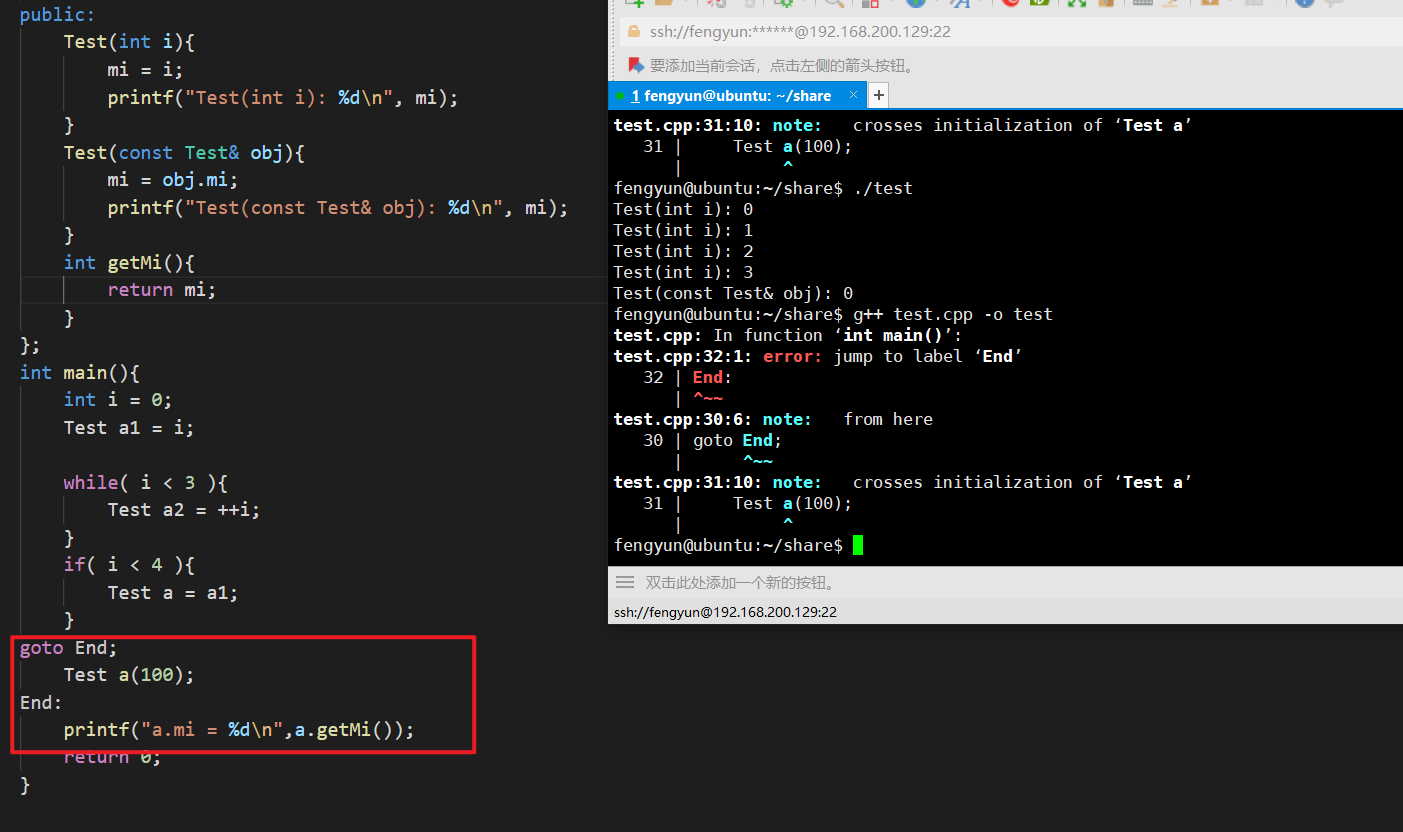 public:
    Test(int i){
        mi = i;
        printf("Test(int i): %d\n", mi);
    }
    Test(const Test& obj){
        mi = obj.mi;
        printf("Test(const Test& obj): %d\n", mi);
    }
    int getMi(){
        return mi;
    }
};
int main(){
    int i = 0;
    Test a1 = i;
    while( i < 3 ){
        Test a2 = ++i;
    }
    if( i < 4 ){
        Test a = a1;
    }
goto End;
    Test a(100);
End:
    printf("a.mi = %d\n",a.getMi());
    return 0;
}
ssh://fengyun:******@192.168.200.129:22
要添加当前会话，点击左侧的箭头按钮。
1 fengyun@ubuntu: ~/share × +
test.cpp:31:10: note:   crosses initialization of ‘Test a’
   31 |     Test a(100);
      |          ^
fengyun@ubuntu:~/share$ ./test
Test(int i): 0
Test(int i): 1
Test(int i): 2
Test(int i): 3
Test(const Test& obj): 0
fengyun@ubuntu:~/share$ g++ test.cpp -o test
test.cpp: In function ‘int main()’:
test.cpp:32:1: error: jump to label ‘End’
   32 | End:
      | ^~~
test.cpp:30:6: note:   from here
   30 | goto End;
      |      ^~~
test.cpp:31:10: note:   crosses initialization of ‘Test a’
   31 |     Test a(100);
      |          ^
fengyun@ubuntu:~/share$
双击此处添加一个新的按钮。
ssh://fengyun@192.168.200.129:22